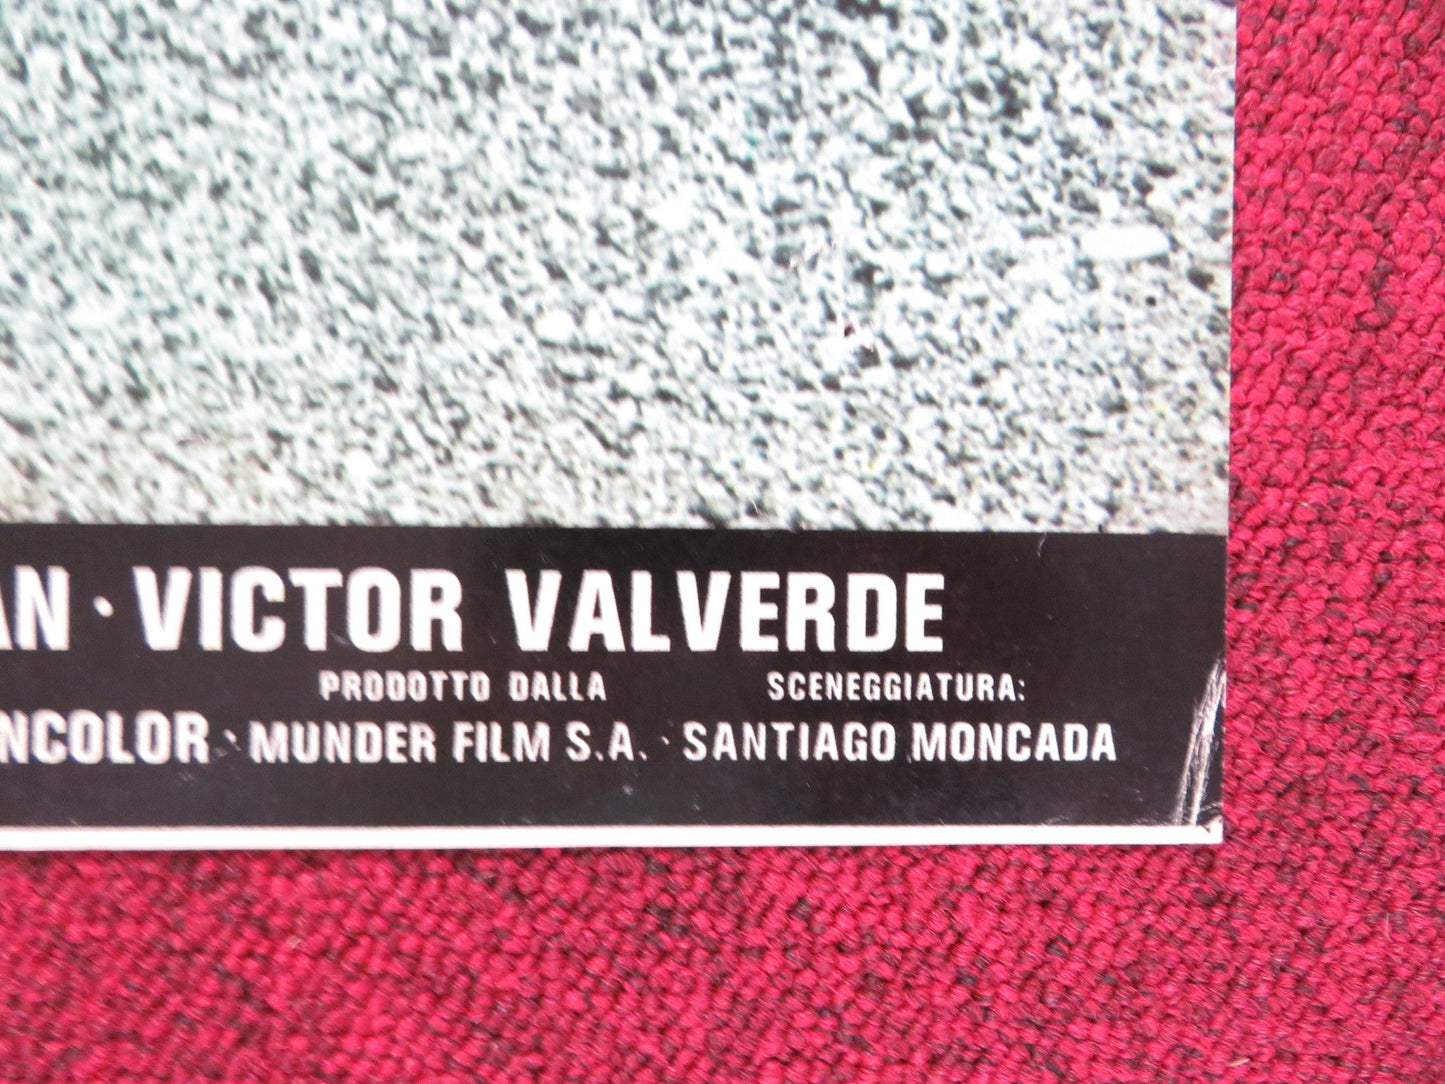 AN · VICTOR VALVERDE
PRODOTTO DALLA SCENEGGIATURA:
NCOLOR · MUNDER FILM S.A. · SANTIAGO MONCADA